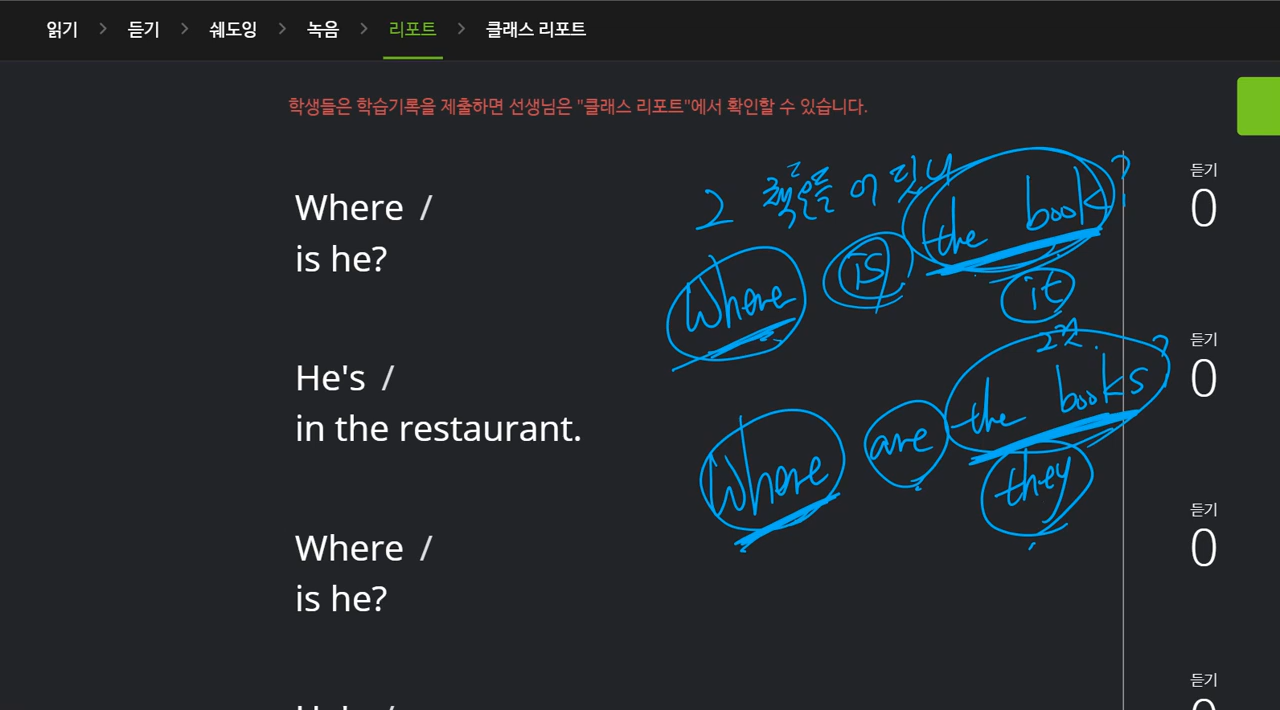 읽기 > 듣기 > 쉐도잉 > 녹음 > 리포트 > 클래스 리포트
학생들은 학습기록을 제출하면 선생님은 "클래스 리포트"에서 확인할 수 있습니다.
Where /
is he?
He's /
in the restaurant.
Where /
is he?
듣기
0
듣기
0
듣기
0
듣기
Where is the book?
it
Where are the books?
they